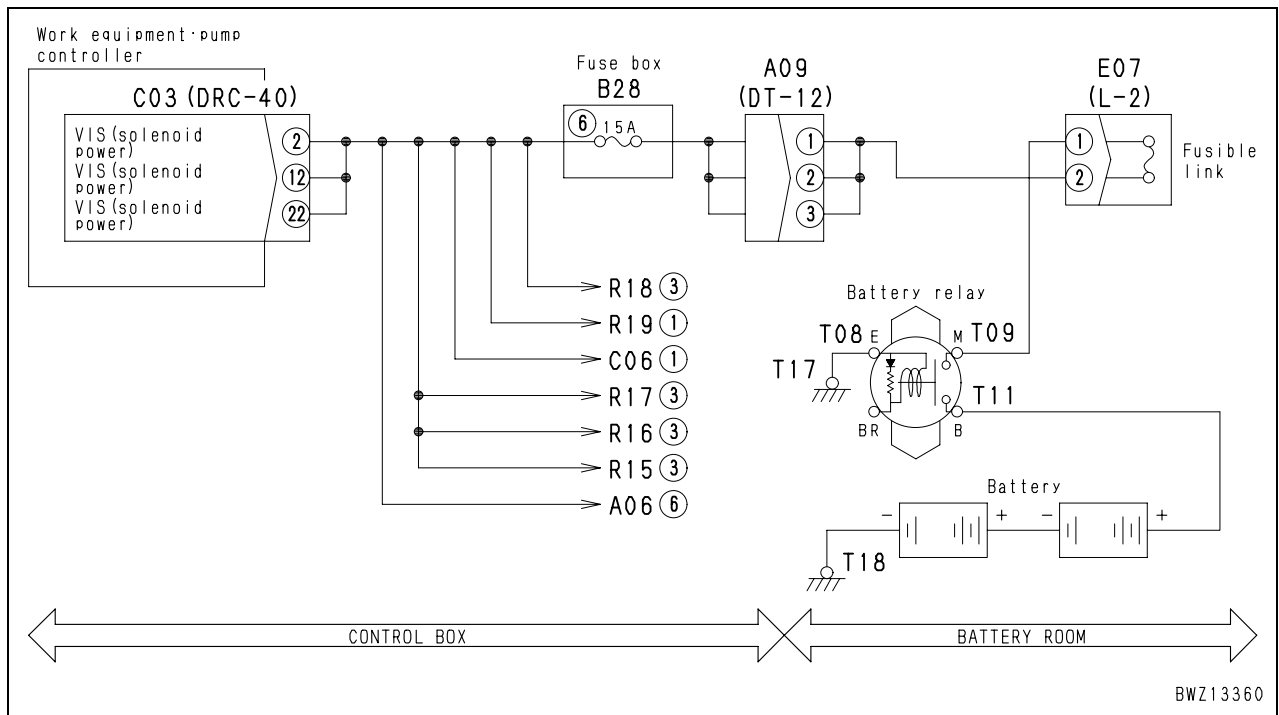 Work equipment·pump
controller
C03 (DRC-40)
VIS(solenoid
power)
VIS(solenoid
power)
VIS(solenoid
power)
2
12
22
Fuse box
B28
6
15A
A09
(DT-12)
1
2
3
E07
(L-2)
1
2
Fusible
link
R18 3
R19 1
C06 1
R17 3
R16 3
R15 3
A06 6
Battery relay
T08 E
M T09
T17
T11
BR
B
Battery
- + - +
T18
CONTROL BOX
BATTERY ROOM
BWZ13360